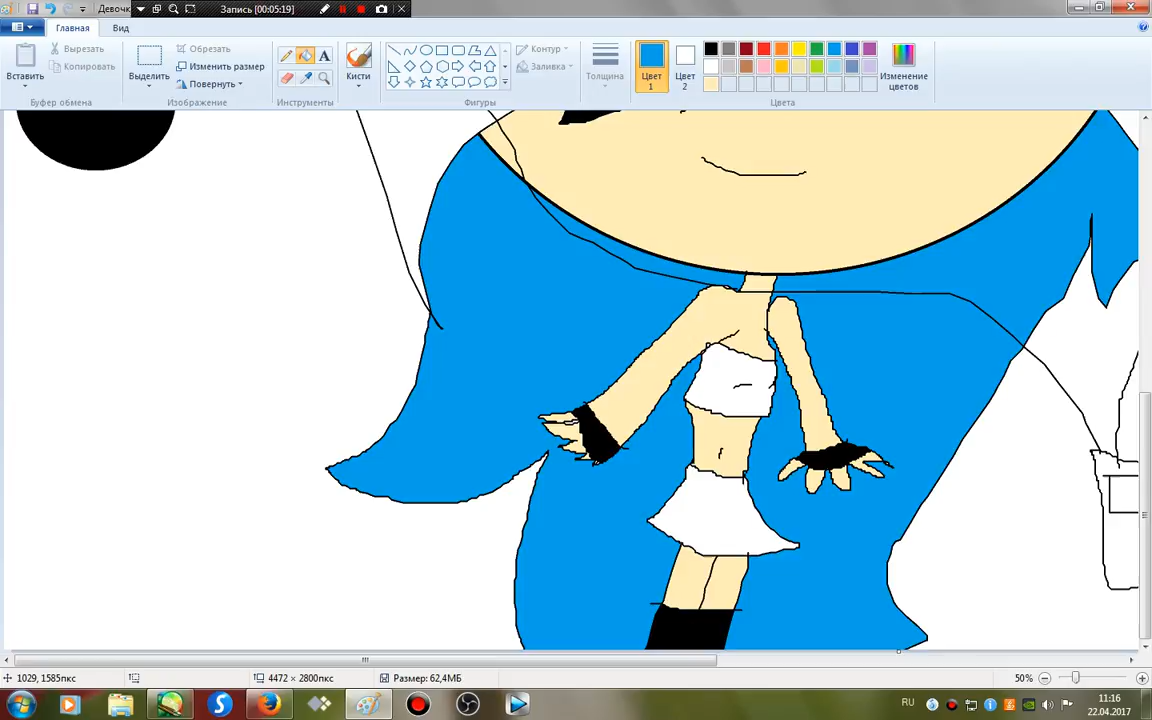 Девочк
Запись [00:05:19]
Главная
Вид
Вставить
Вырезать
Копировать
Буфер обмена
Выделить
Обрезать
Изменить размер
Повернуть
Изображение
A
Инструменты
Кисти
Контур
Заливка
Фигуры
Толщина
Цвет 1
Цвет 2
Изменение цветов
Цвета
1029, 1585пкс
4472 × 2800пкс
Размер: 62,4МБ
50%
RU
11:16
22.04.2017